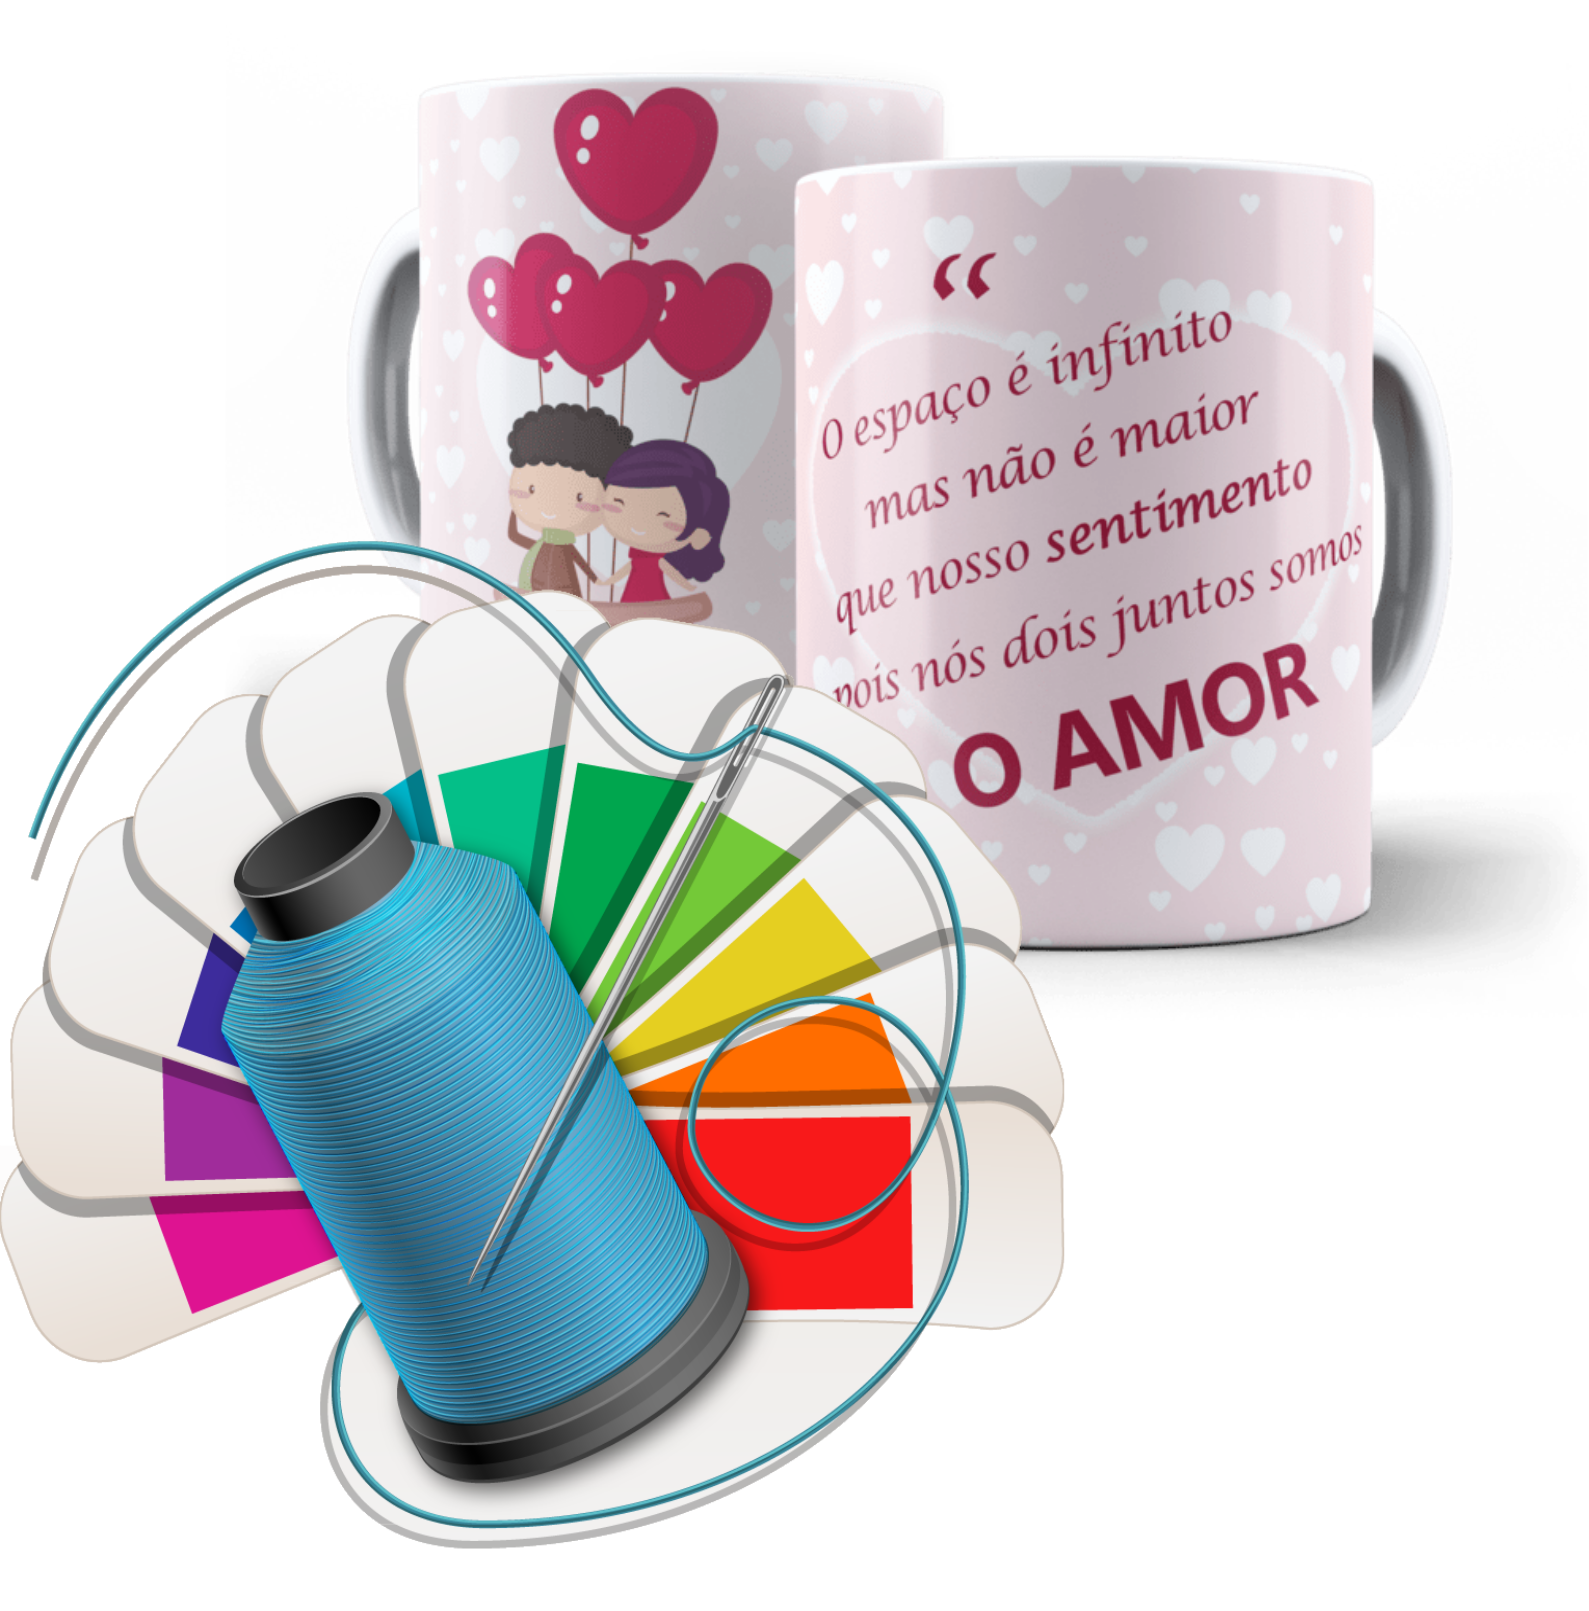 “
O espaço é infinito
mas não é maior
que nosso sentimento
pois nós dois juntos somos
O AMOR